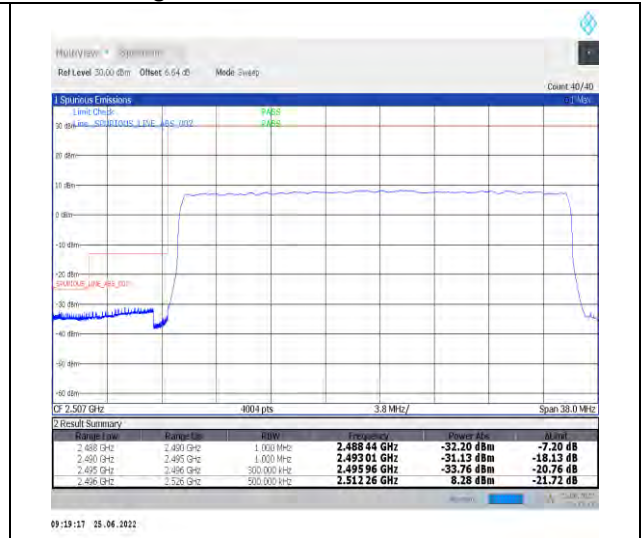 MultiView Spectrum
Ref Level 30.00 dBm Offset 6.64 dB Mode Sweep
Count 40/40
1 Spurious Emissions
Limit Check PASS
Line _SPURIOUS_LINE_ABS_002 PASS
30 dBm
20 dBm
10 dBm
0 dBm
-10 dBm
-20 dBm
_SPURIOUS_LINE_ABS_002
-30 dBm
-40 dBm
-50 dBm
-60 dBm
CF 2.507 GHz 4004 pts 3.8 MHz/ Span 38.0 MHz
2 Result Summary
Range Low Range Up RBW Frequency Power Abs ΔLimit
2.488 GHz 2.490 GHz 1.000 MHz 2.488 44 GHz -32.20 dBm -7.20 dB
2.490 GHz 2.495 GHz 1.000 MHz 2.493 01 GHz -31.13 dBm -18.13 dB
2.495 GHz 2.496 GHz 300.000 kHz 2.495 96 GHz -33.76 dBm -20.76 dB
2.496 GHz 2.526 GHz 500.000 kHz 2.512 26 GHz 8.28 dBm -21.72 dB
09:19:17 25.06.2022